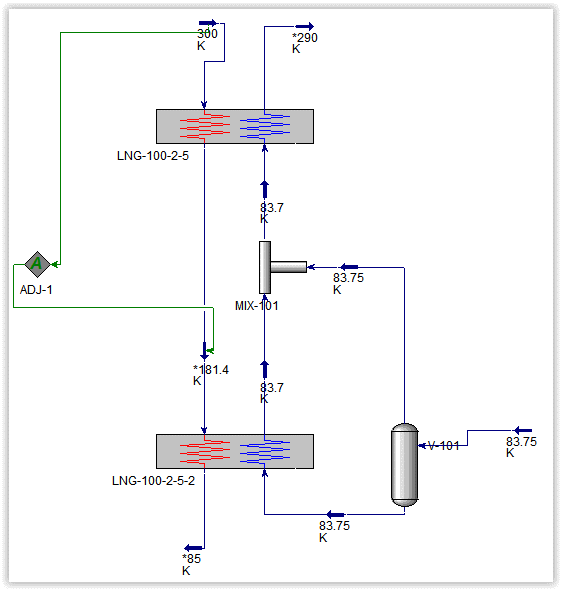 300
K
*290
K
LNG-100-2-5
83.7
K
A
83.75
K
ADJ-1
MIX-101
*181.4
K
83.7
K
V-101
83.75
K
LNG-100-2-5-2
83.75
K
*85
K